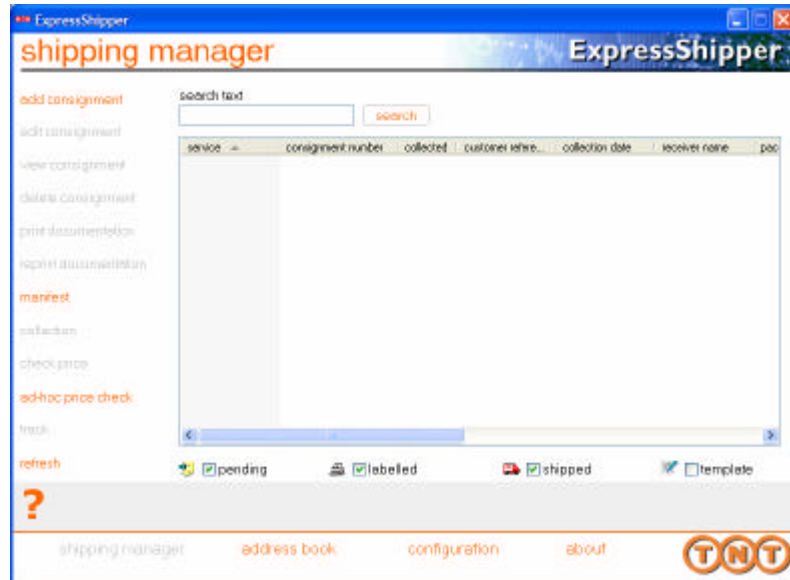 ExpressShipper
shipping manager
ExpressShipper
add consignment
edit consignment
view consignment
delete consignment
print documentation
reprint documentation
manifest
collection
check price
ad-hoc price check
track
refresh
search text
search
service consignment number collected customer refere... collection date receiver name pac
pending labelled shipped template
?
shipping manager address book configuration about
TNT